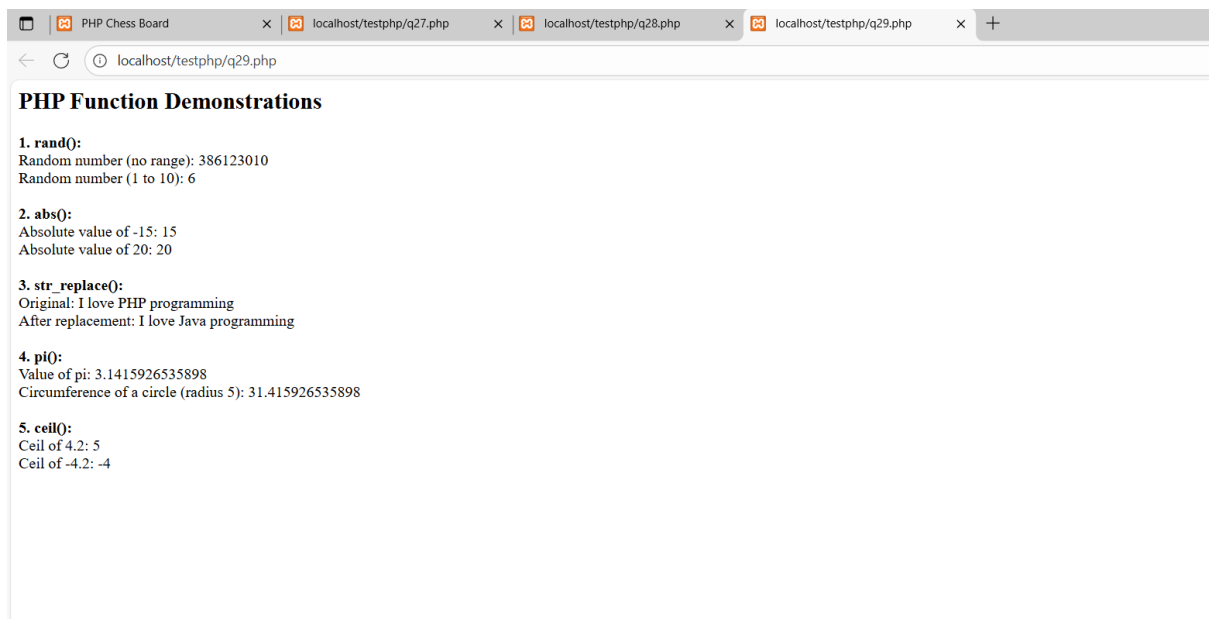 PHP Chess Board
localhost/testphp/q27.php
localhost/testphp/q28.php
localhost/testphp/q29.php
localhost/testphp/q29.php
PHP Function Demonstrations
1. rand():
Random number (no range): 386123010
Random number (1 to 10): 6
2. abs():
Absolute value of -15: 15
Absolute value of 20: 20
3. str_replace():
Original: I love PHP programming
After replacement: I love Java programming
4. pi():
Value of pi: 3.1415926535898
Circumference of a circle (radius 5): 31.415926535898
5. ceil():
Ceil of 4.2: 5
Ceil of -4.2: -4